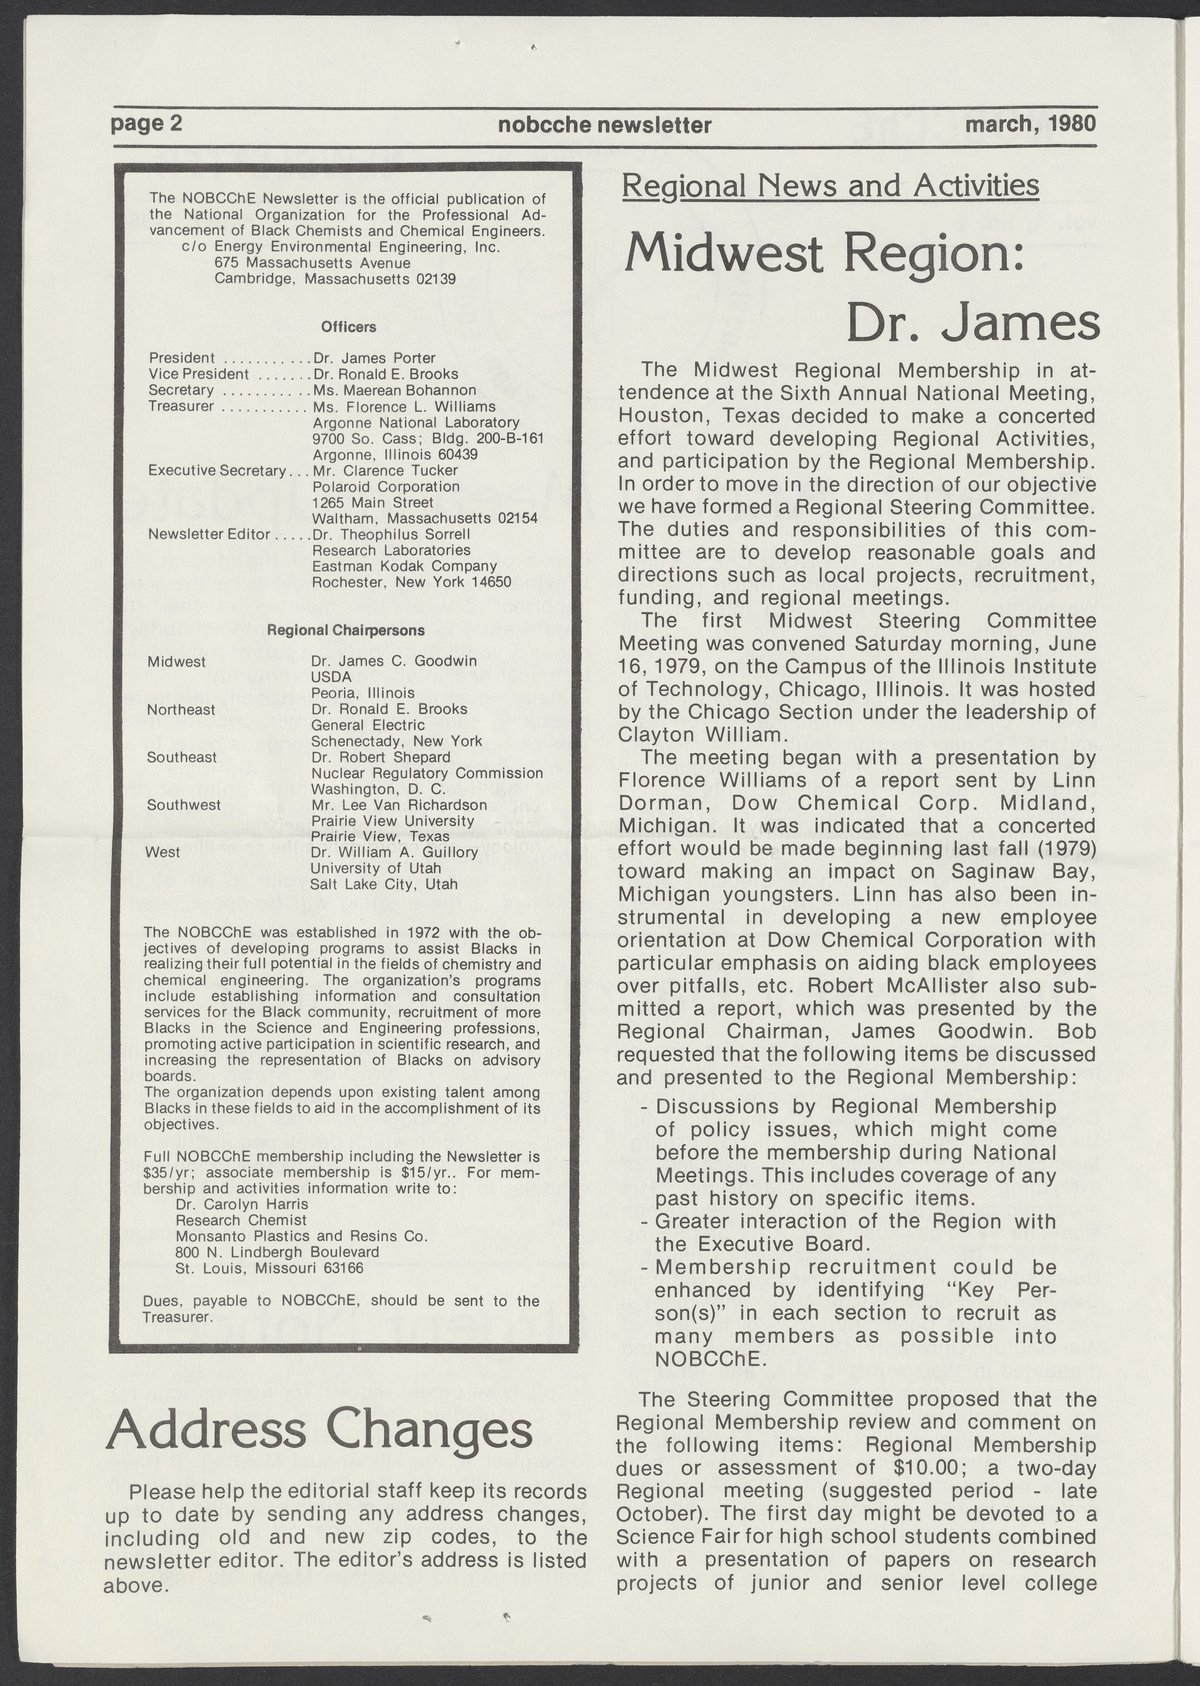 page 2
nobcche newsletter
march, 1980
The NOBCChE Newsletter is the official publication of
the National Organization for the Professional Ad-
vancement of Black Chemists and Chemical Engineers.
c/o Energy Environmental Engineering, Inc.
675 Massachusetts Avenue
Cambridge, Massachusetts 02139
Officers
President ........... Dr. James Porter
Vice President ....... Dr. Ronald E. Brooks
Secretary ........... Ms. Maerean Bohannon
Treasurer ........... Ms. Florence L. Williams
Argonne National Laboratory
9700 So. Cass; Bldg. 200-B-161
Argonne, Illinois 60439
Executive Secretary... Mr. Clarence Tucker
Polaroid Corporation
1265 Main Street
Waltham, Massachusetts 02154
Newsletter Editor ..... Dr. Theophilus Sorrell
Research Laboratories
Eastman Kodak Company
Rochester, New York 14650
Regional Chairpersons
Midwest Dr. James C. Goodwin
USDA
Peoria, Illinois
Northeast Dr. Ronald E. Brooks
General Electric
Schenectady, New York
Southeast Dr. Robert Shepard
Nuclear Regulatory Commission
Washington, D. C.
Southwest Mr. Lee Van Richardson
Prairie View University
Prairie View, Texas
West Dr. William A. Guillory
University of Utah
Salt Lake City, Utah
The NOBCChE was established in 1972 with the ob-
jectives of developing programs to assist Blacks in
realizing their full potential in the fields of chemistry and
chemical engineering. The organization's programs
include establishing information and consultation
services for the Black community, recruitment of more
Blacks in the Science and Engineering professions,
promoting active participation in scientific research, and
increasing the representation of Blacks on advisory
boards.
The organization depends upon existing talent among
Blacks in these fields to aid in the accomplishment of its
objectives.
Full NOBCChE membership including the Newsletter is
$35/yr; associate membership is $15/yr.. For mem-
bership and activities information write to:
Dr. Carolyn Harris
Research Chemist
Monsanto Plastics and Resins Co.
800 N. Lindbergh Boulevard
St. Louis, Missouri 63166
Dues, payable to NOBCChE, should be sent to the
Treasurer.
Address Changes
Please help the editorial staff keep its records
up to date by sending any address changes,
including old and new zip codes, to the
newsletter editor. The editor's address is listed
above.
Regional News and Activities
Midwest Region:
Dr. James
The Midwest Regional Membership in at-
tendence at the Sixth Annual National Meeting,
Houston, Texas decided to make a concerted
effort toward developing Regional Activities,
and participation by the Regional Membership.
In order to move in the direction of our objective
we have formed a Regional Steering Committee.
The duties and responsibilities of this com-
mittee are to develop reasonable goals and
directions such as local projects, recruitment,
funding, and regional meetings.
The first Midwest Steering Committee
Meeting was convened Saturday morning, June
16, 1979, on the Campus of the Illinois Institute
of Technology, Chicago, Illinois. It was hosted
by the Chicago Section under the leadership of
Clayton William.
The meeting began with a presentation by
Florence Williams of a report sent by Linn
Dorman, Dow Chemical Corp. Midland,
Michigan. It was indicated that a concerted
effort would be made beginning last fall (1979)
toward making an impact on Saginaw Bay,
Michigan youngsters. Linn has also been in-
strumental in developing a new employee
orientation at Dow Chemical Corporation with
particular emphasis on aiding black employees
over pitfalls, etc. Robert McAllister also sub-
mitted a report, which was presented by the
Regional Chairman, James Goodwin. Bob
requested that the following items be discussed
and presented to the Regional Membership:
- Discussions by Regional Membership
of policy issues, which might come
before the membership during National
Meetings. This includes coverage of any
past history on specific items.
- Greater interaction of the Region with
the Executive Board.
- Membership recruitment could be
enhanced by identifying “Key Per-
son(s)” in each section to recruit as
many members as possible into
NOBCChE.
The Steering Committee proposed that the
Regional Membership review and comment on
the following items: Regional Membership
dues or assessment of $10.00; a two-day
Regional meeting (suggested period - late
October). The first day might be devoted to a
Science Fair for high school students combined
with a presentation of papers on research
projects of junior and senior level college